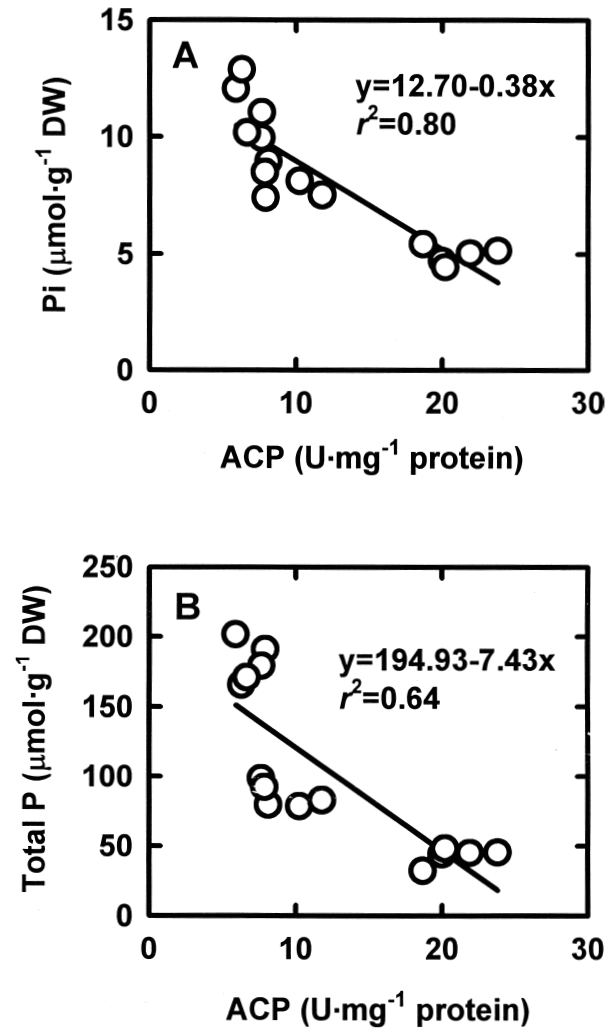 15
A
y=12.70-0.38x
r²=0.80
10
5
0
Pi (μmol·g⁻¹ DW)
0 10 20 30
ACP (U·mg⁻¹ protein)
250
B
200
y=194.93-7.43x
r²=0.64
150
100
50
0
Total P (μmol·g⁻¹ DW)
0 10 20 30
ACP (U·mg⁻¹ protein)